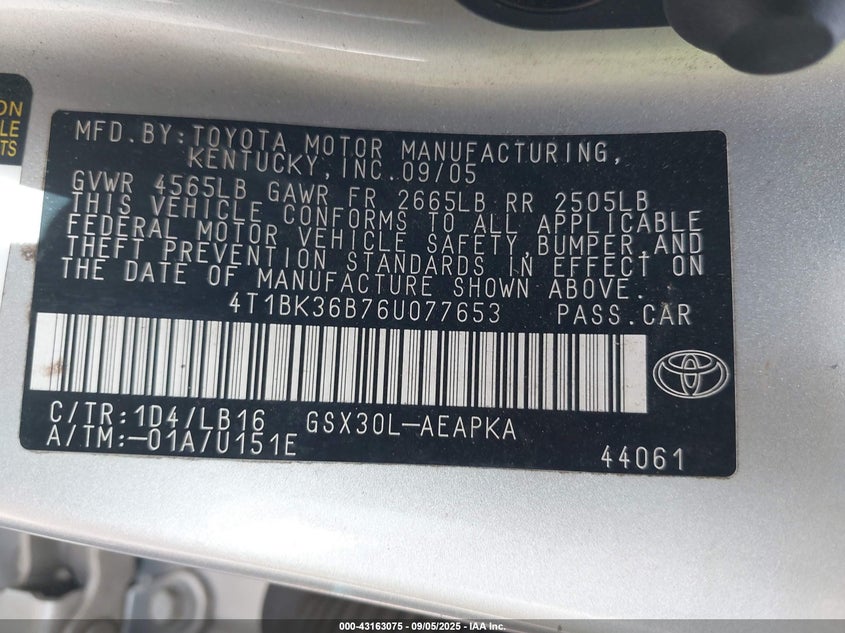 ON
LE
TS
MFD.BY:TOYOTA MOTOR MANUFACTURING,
KENTUCKY,INC.09/05
GVWR 4565LB GAWR FR 2665LB RR 2505LB
THIS VEHICLE CONFORMS TO ALL APPLICABLE
FEDERAL MOTOR VEHICLE SAFETY,BUMPER,AND
THEFT PREVENTION STANDARDS IN EFFECT ON
THE DATE OF MANUFACTURE SHOWN ABOVE.
4T1BK36B76U077653 PASS.CAR
C/TR:1D4/LB16 GSX30L-AEAPKA
A/TM:-01A/U151E
44061
000-43163075 - 09/05/2025 - IAA Inc.